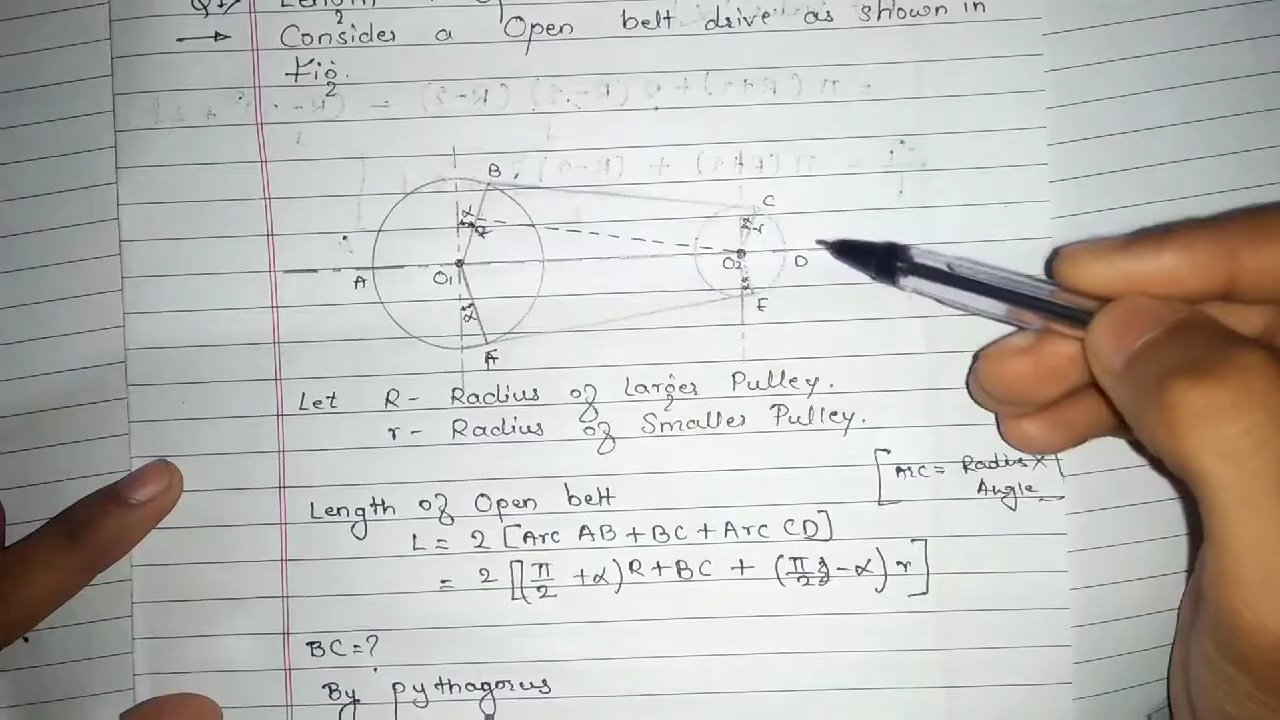 Q1) Length
→ Consider a Open belt drive as shown in
fig.
B
C
α
α
r
O1
O2
A
D
α
α
E
F
Let R - Radius of Larger Pulley.
r - Radius of Smaller Pulley.
[Arc = Radius ×
Angle
Length of Open belt
L = 2 [Arc AB + BC + Arc CD]
= 2 [(π/2 + α) R + BC + (π/2 - α) r]
BC = ?
By pythagorus